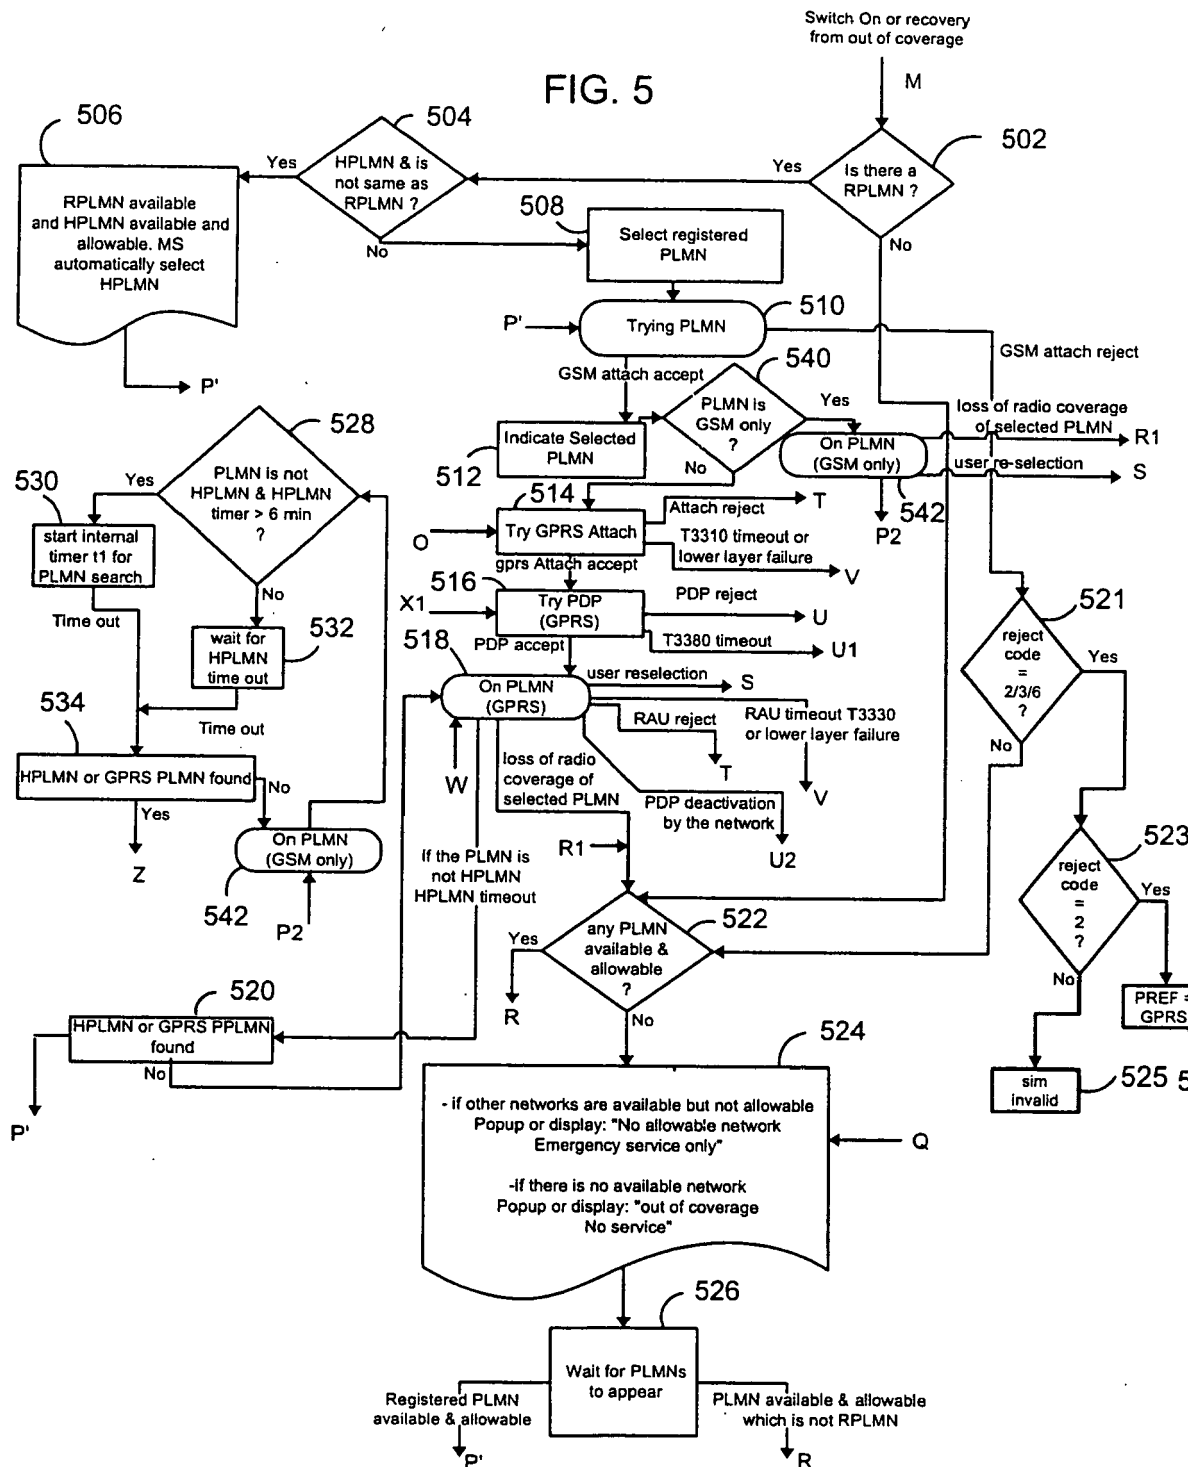 Switch On or recovery
from out of coverage
M
FIG. 5
506
504
502
Yes
HPLMN & is
not same as
RPLMN ?
Yes
Is there a
RPLMN ?
RPLMN available
and HPLMN available and
allowable. MS
automatically select
HPLMN
No
508
Select registered
PLMN
No
P'
510
Trying PLMN
GSM attach reject
P'
GSM attach accept
540
PLMN is
GSM only
?
Yes
loss of radio coverage
of selected PLMN
R1
On PLMN
(GSM only)
user re-selection
S
542
P2
Indicate Selected
PLMN
512
No
528
PLMN is not
HPLMN & HPLMN
timer > 6 min
?
Yes
530
start internal
timer t1 for
PLMN search
514
Attach reject
T
O
Try GPRS Attach
T3310 timeout or
lower layer failure
V
gprs Attach accept
516
X1
Try PDP
(GPRS)
PDP reject
U
T3380 timeout
U1
PDP accept
No
Time out
wait for
HPLMN
time out
532
521
reject
code
=
2/3/6
?
Yes
No
518
On PLMN
(GPRS)
user reselection
S
RAU timeout T3330
or lower layer failure
RAU reject
T
V
W
loss of radio
coverage of
selected PLMN
PDP deactivation
by the network
U2
534
Time out
HPLMN or GPRS PLMN found
No
Yes
Z
On PLMN
(GSM only)
542
P2
If the PLMN is
not HPLMN
HPLMN timeout
R1
523
reject
code
=
2
?
Yes
No
522
any PLMN
available &
allowable
?
Yes
R
No
PREF =
GPRS
520
HPLMN or GPRS PPLMN
found
No
P'
524
sim
invalid
525
5
- if other networks are available but not allowable
Popup or display: "No allowable network
Emergency service only"
Q
-If there is no available network
Popup or display: "out of coverage
No service"
526
Wait for PLMNs
to appear
Registered PLMN
available & allowable
PLMN available & allowable
which is not RPLMN
P'
R